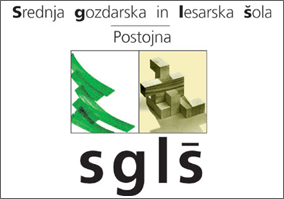 Srednja gozdarska in lesarska šola
Postojna
sglš